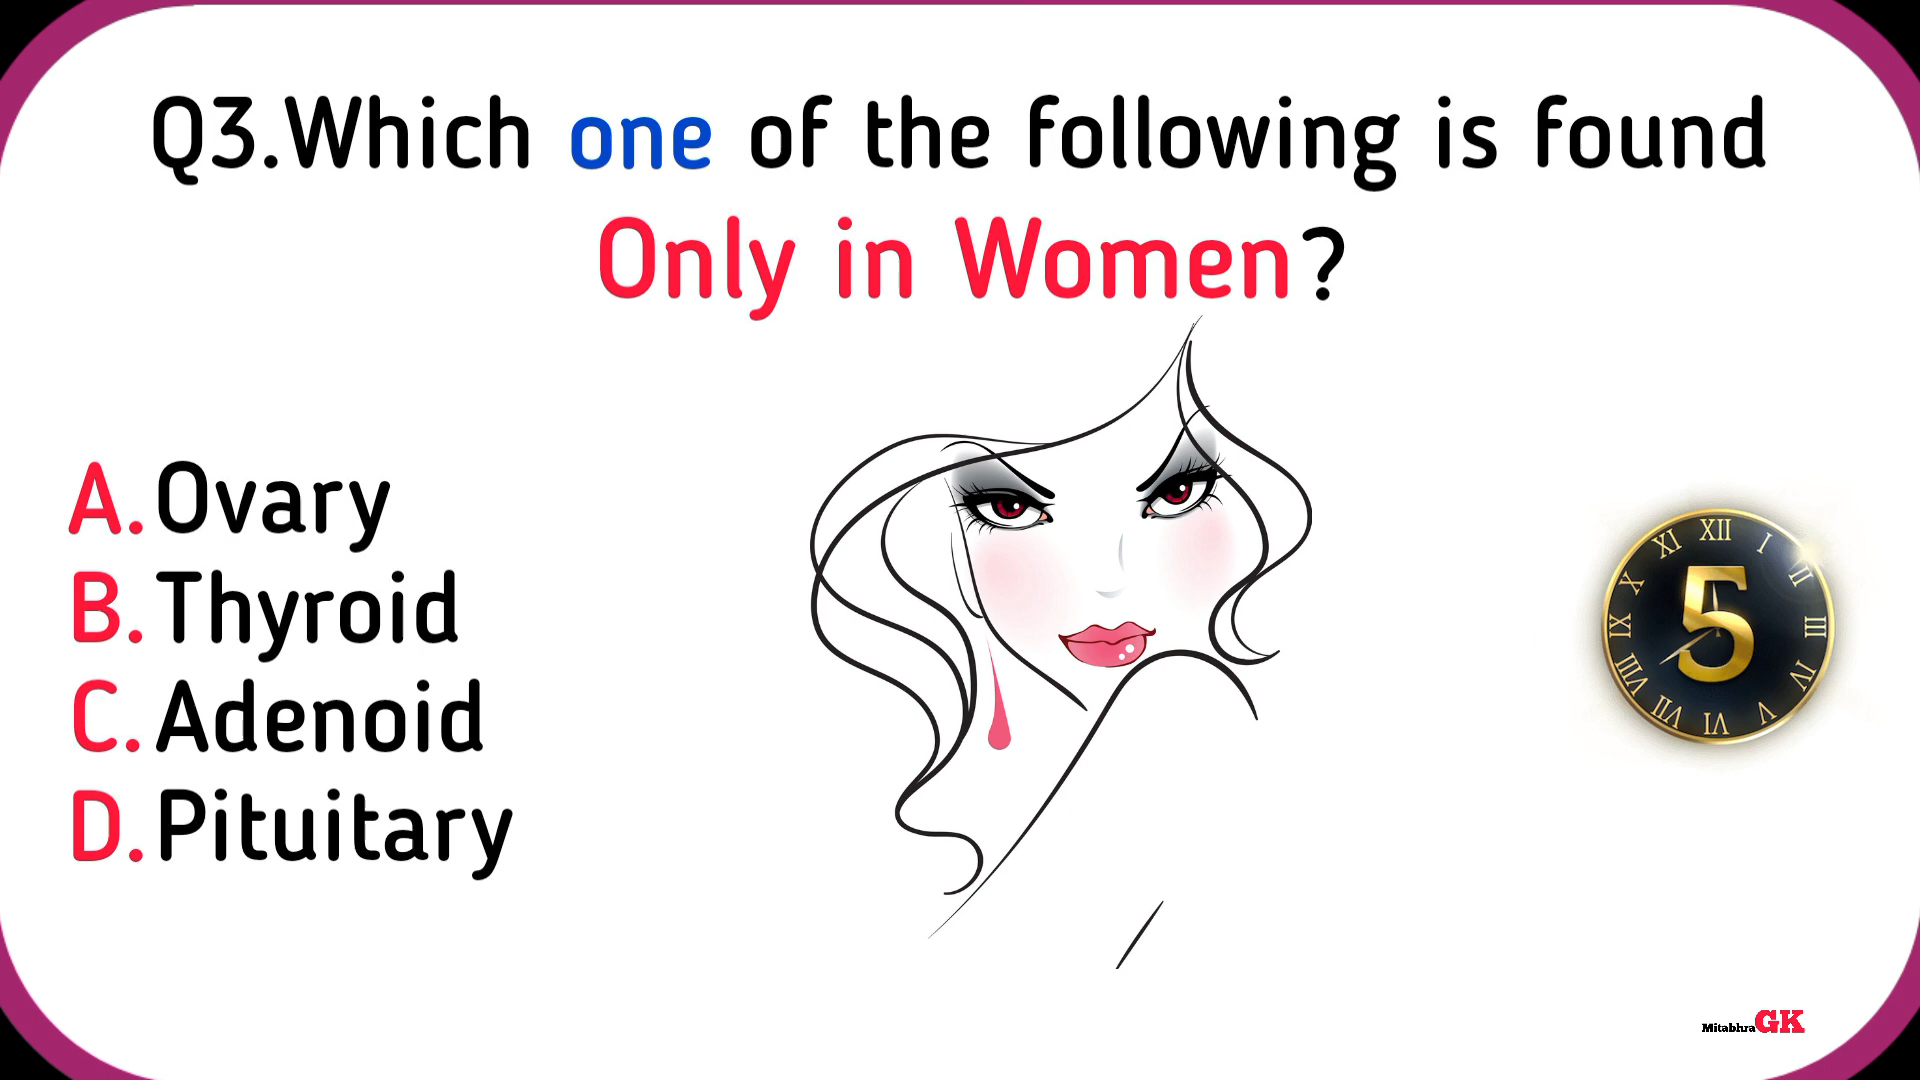 Q3.Which one of the following is found
Only in Women?
A.Ovary
B.Thyroid
C.Adenoid
D.Pituitary
XII
I
II
III
IV
V
VI
VII
VIII
IX
X
XI
5
MitabhraGK